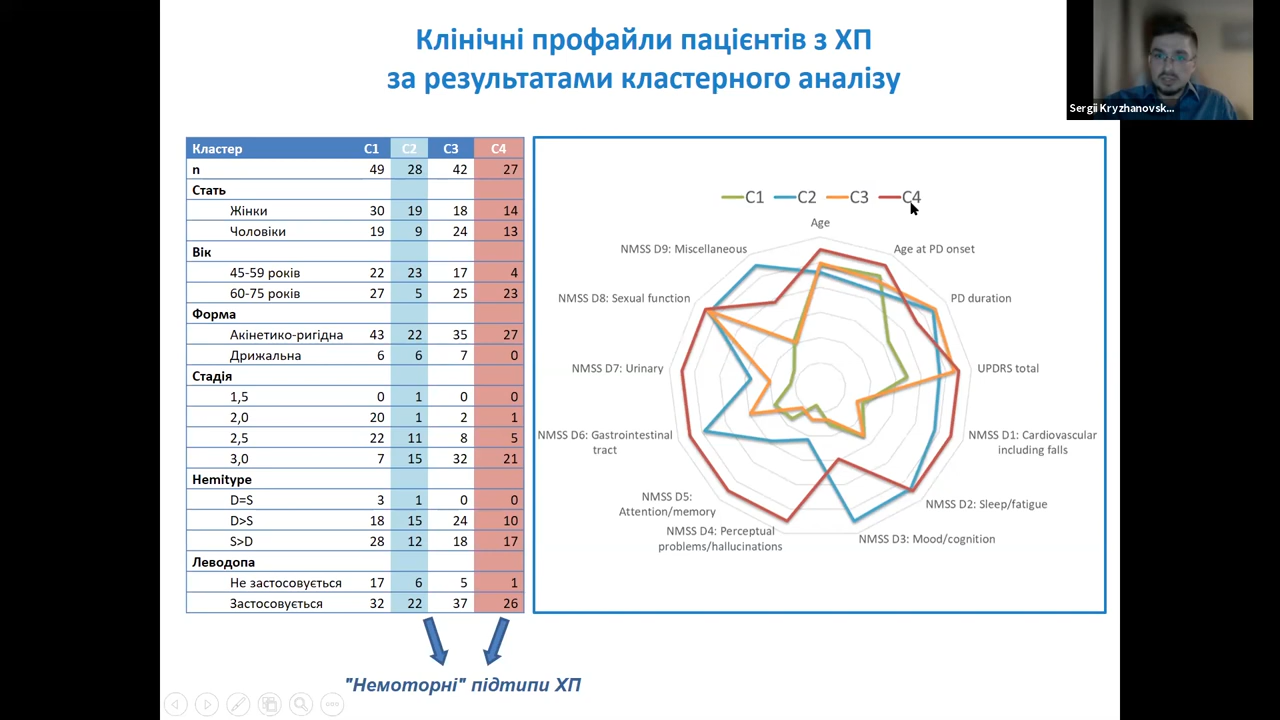 Клінічні профайли пацієнтів з ХП
за результатами кластерного аналізу
Sergii Kryzhanovsk...
Кластер C1 C2 C3 C4
n 49 28 42 27
Стать
Жінки 30 19 18 14
Чоловіки 19 9 24 13
Вік
45-59 років 22 23 17 4
60-75 років 27 5 25 23
Форма
Акінетико-ригідна 43 22 35 27
Дрижальна 6 6 7 0
Стадія
1,5 0 1 0 0
2,0 20 1 2 1
2,5 22 11 8 5
3,0 7 15 32 21
Hemitype
D=S 3 1 0 0
D>S 18 15 24 10
S>D 28 12 18 17
Леводопа
Не застосовується 17 6 5 1
Застосовується 32 22 37 26
"Немоторні" підтипи ХП
C1 C2 C3 C4
Age
Age at PD onset
PD duration
UPDRS total
NMSS D1: Cardiovascular
including falls
NMSS D2: Sleep/fatigue
NMSS D3: Mood/cognition
NMSS D4: Perceptual
problems/hallucinations
NMSS D5:
Attention/memory
NMSS D6: Gastrointestinal
tract
NMSS D7: Urinary
NMSS D8: Sexual function
NMSS D9: Miscellaneous